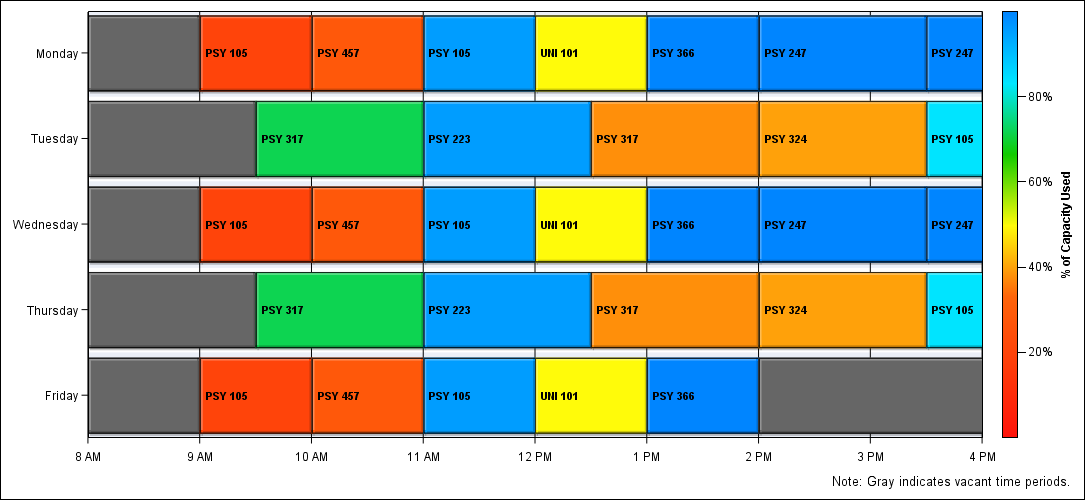 Monday PSY 105 PSY 457 PSY 105 UNI 101 PSY 366 PSY 247 PSY 247
80%
Tuesday PSY 317 PSY 223 PSY 317 PSY 324 PSY 105
60%
Wednesday PSY 105 PSY 457 PSY 105 UNI 101 PSY 366 PSY 247 PSY 247
% of Capacity Used
40%
Thursday PSY 317 PSY 223 PSY 317 PSY 324 PSY 105
20%
Friday PSY 105 PSY 457 PSY 105 UNI 101 PSY 366
8 AM 9 AM 10 AM 11 AM 12 PM 1 PM 2 PM 3 PM 4 PM
Note: Gray indicates vacant time periods.